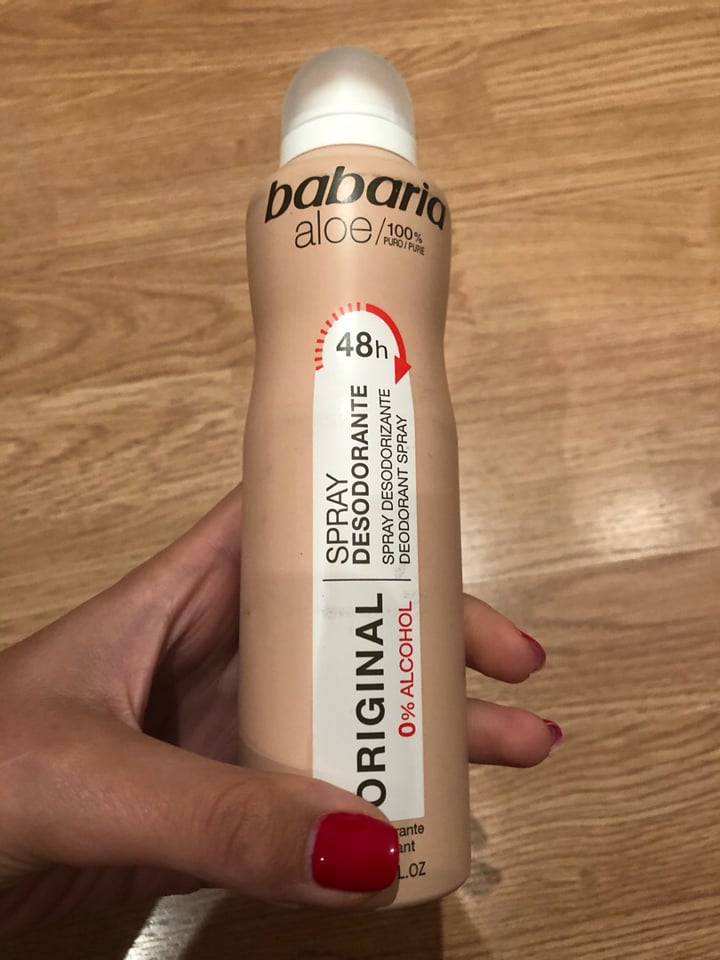 babaria
aloe/100%
PURO/PURE
48h
SPRAY
DESODORANTE
SPRAY DESODORIZANTE
DEODORANT SPRAY
ORIGINAL
0% ALCOHOL